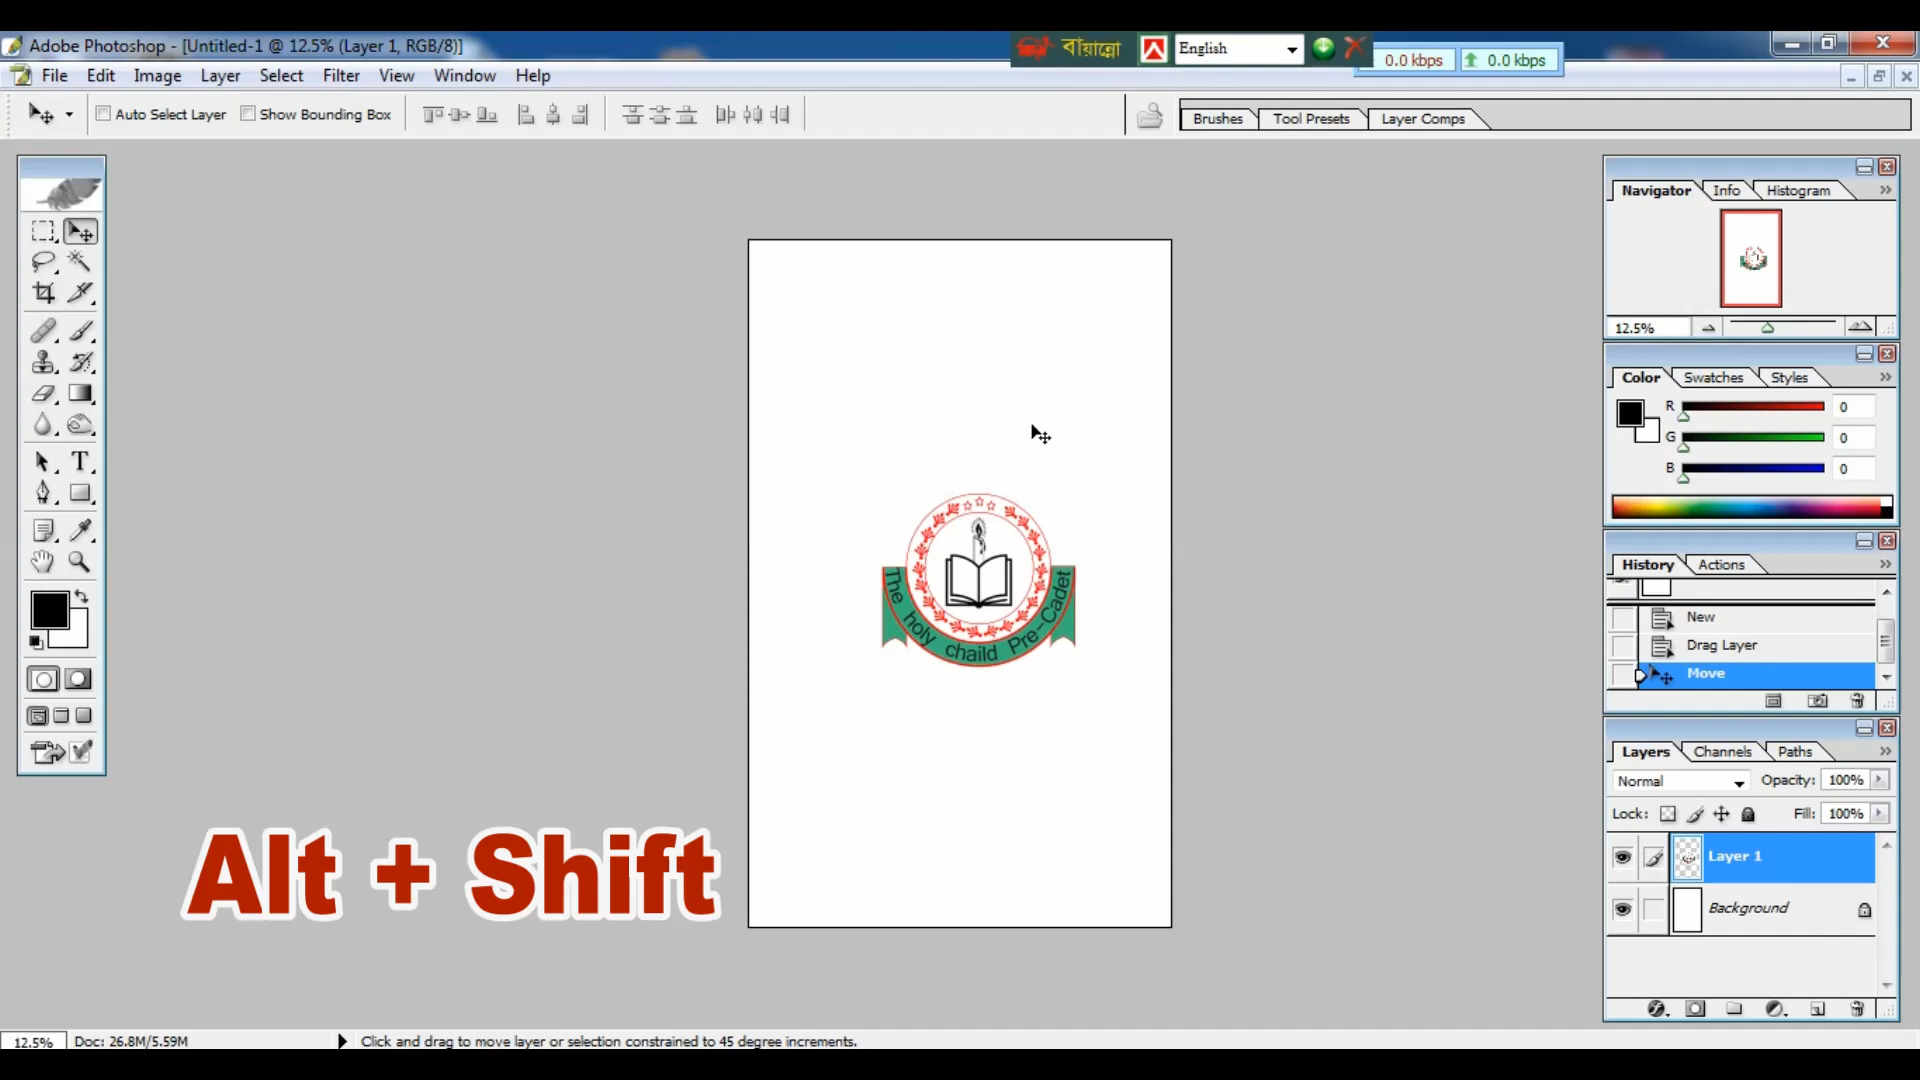 Adobe Photoshop - [Untitled-1 @ 12.5% (Layer 1, RGB/8)]
বায়ান্নো
English
0.0 kbps
0.0 kbps
File Edit Image Layer Select Filter View Window Help
Auto Select Layer Show Bounding Box
Brushes Tool Presets Layer Comps
Navigator Info Histogram
12.5%
Color Swatches Styles
R 0
G 0
B 0
History Actions
New
Drag Layer
Move
Layers Channels Paths
Normal Opacity: 100%
Lock: Fill: 100%
Layer 1
Background
The holy chaild Pre-Cadet
Alt + Shift
12.5% Doc: 26.8M/5.59M Click and drag to move layer or selection constrained to 45 degree increments.